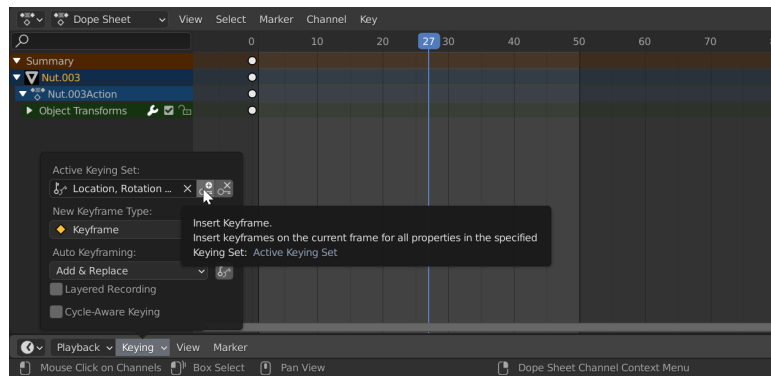 Dope Sheet View Select Marker Channel Key
0 10 20 27 30 40 50 60 70
Summary
Nut.003
Nut.003Action
Object Transforms
Active Keying Set:
Location, Rotation ...
New Keyframe Type:
Keyframe
Insert Keyframe.
Insert keyframes on the current frame for all properties in the specified
Keying Set: Active Keying Set
Auto Keyframing:
Add & Replace
Layered Recording
Cycle-Aware Keying
Playback Keying View Marker
Mouse Click on Channels Box Select Pan View Dope Sheet Channel Context Menu